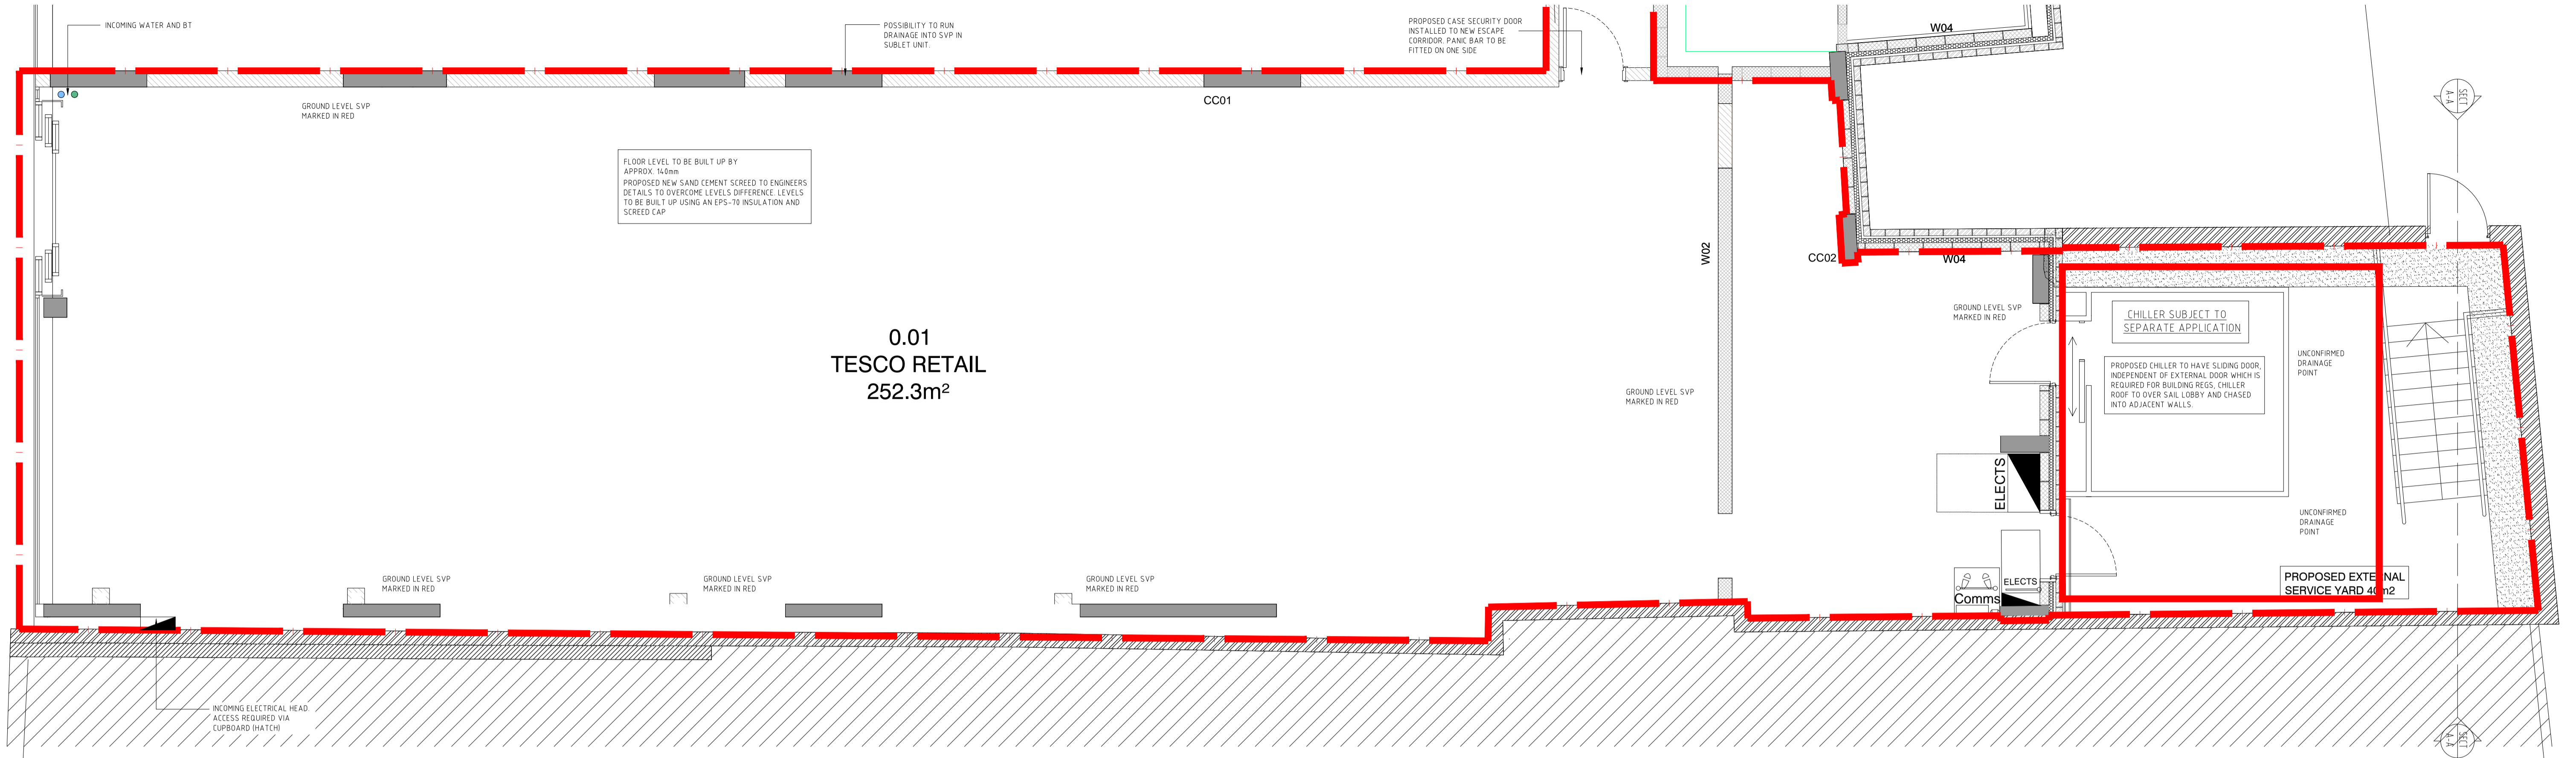 INCOMING WATER AND BT
POSSIBILITY TO RUN
DRAINAGE INTO SVP IN
SUBLET UNIT.
PROPOSED CASE SECURITY DOOR
INSTALLED TO NEW ESCAPE
CORRIDOR. PANIC BAR TO BE
FITTED ON ONE SIDE
W04
SECT
A-A
GROUND LEVEL SVP
MARKED IN RED
CC01
FLOOR LEVEL TO BE BUILT UP BY
APPROX. 140mm
PROPOSED NEW SAND CEMENT SCREED TO ENGINEERS
DETAILS TO OVERCOME LEVELS DIFFERENCE. LEVELS
TO BE BUILT UP USING AN EPS-70 INSULATION AND
SCREED CAP
W02
CC02
W04
GROUND LEVEL SVP
MARKED IN RED
CHILLER SUBJECT TO
SEPARATE APPLICATION
0.01
TESCO RETAIL
252.3m²
UNCONFIRMED
DRAINAGE
POINT
PROPOSED CHILLER TO HAVE SLIDING DOOR,
INDEPENDENT OF EXTERNAL DOOR WHICH IS
REQUIRED FOR BUILDING REGS, CHILLER
ROOF TO OVER SAIL LOBBY AND CHASED
INTO ADJACENT WALLS.
GROUND LEVEL SVP
MARKED IN RED
ELECTS
UNCONFIRMED
DRAINAGE
POINT
GROUND LEVEL SVP
MARKED IN RED
GROUND LEVEL SVP
MARKED IN RED
GROUND LEVEL SVP
MARKED IN RED
ELECTS
Comms
PROPOSED EXTERNAL
SERVICE YARD 40m2
INCOMING ELECTRICAL HEAD.
ACCESS REQUIRED VIA
CUPBOARD (HATCH)
SECT
A-A